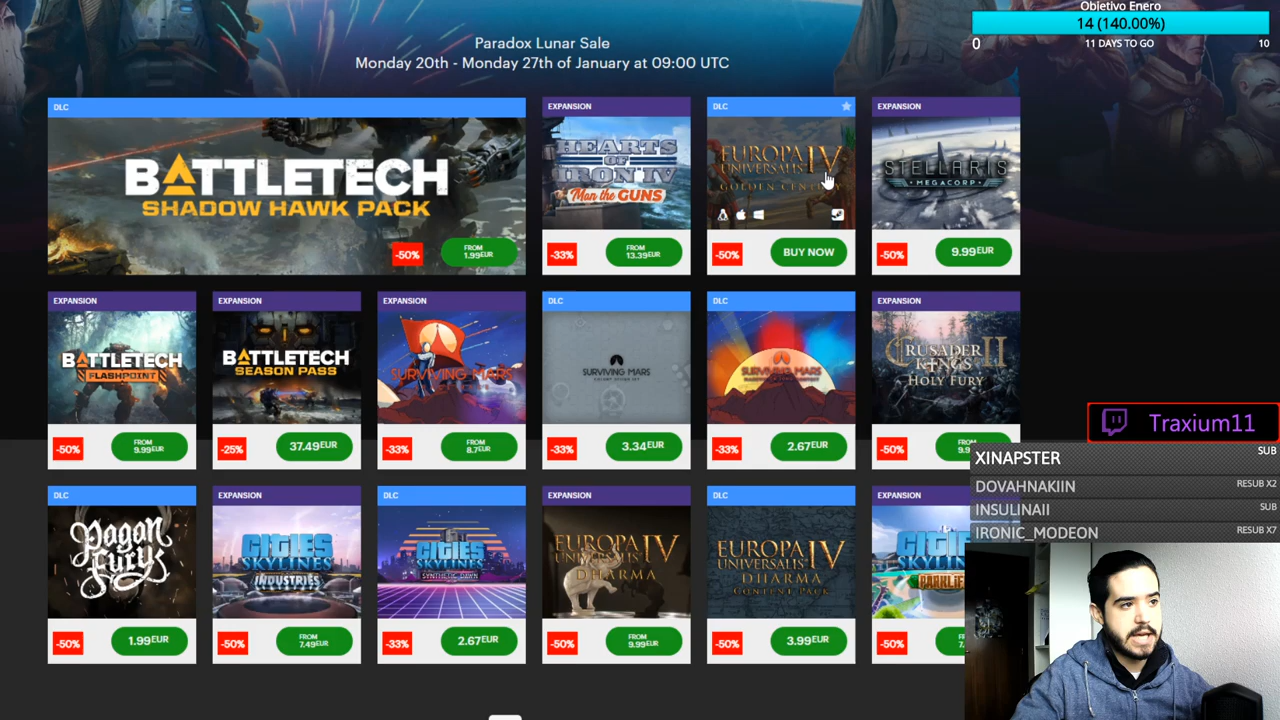 Objetivo Enero
14 (140.00%)
0
11 DAYS TO GO
10
Paradox Lunar Sale
Monday 20th - Monday 27th of January at 09:00 UTC
DLC
BATTLETECH
SHADOW HAWK PACK
-50%
FROM
1.99EUR
EXPANSION
HEARTS
OF
IRON IV
Man the GUNS
-33%
FROM
13.39EUR
DLC
EUROPA
UNIVERSALIS IV
GOLDEN CENTURY
-50%
BUY NOW
EXPANSION
STELLARIS
MEGACORP
-50%
9.99EUR
EXPANSION
BATTLETECH
FLASHPOINT
-50%
FROM
9.99EUR
EXPANSION
BATTLETECH
SEASON PASS
-25%
37.49EUR
EXPANSION
SURVIVING MARS
-33%
FROM
8.7EUR
DLC
SURVIVING MARS
-33%
3.34EUR
DLC
SURVIVING MARS
-33%
2.67EUR
EXPANSION
CRUSADER
KINGS II
HOLY FURY
-50%
FROM
9.9
Traxium11
XINAPSTER
SUB
DOVAHNAKIIN
RESUB X2
INSULINAII
SUB
IRONIC_MODEON
RESUB X7
DLC
Pagan
Fury
-50%
1.99EUR
EXPANSION
CITIES
SKYLINES
INDUSTRIES
-50%
FROM
7.49EUR
DLC
CITIES
SKYLINES
SYNTHETIC DAWN
-33%
2.67EUR
EXPANSION
EUROPA
UNIVERSALIS IV
DHARMA
-50%
FROM
9.99EUR
DLC
EUROPA
UNIVERSALIS IV
DHARMA
CONTENT PACK
-50%
3.99EUR
EXPANSION
CITI
SKYLIN
PARKLIFE
-50%
FROM
7.